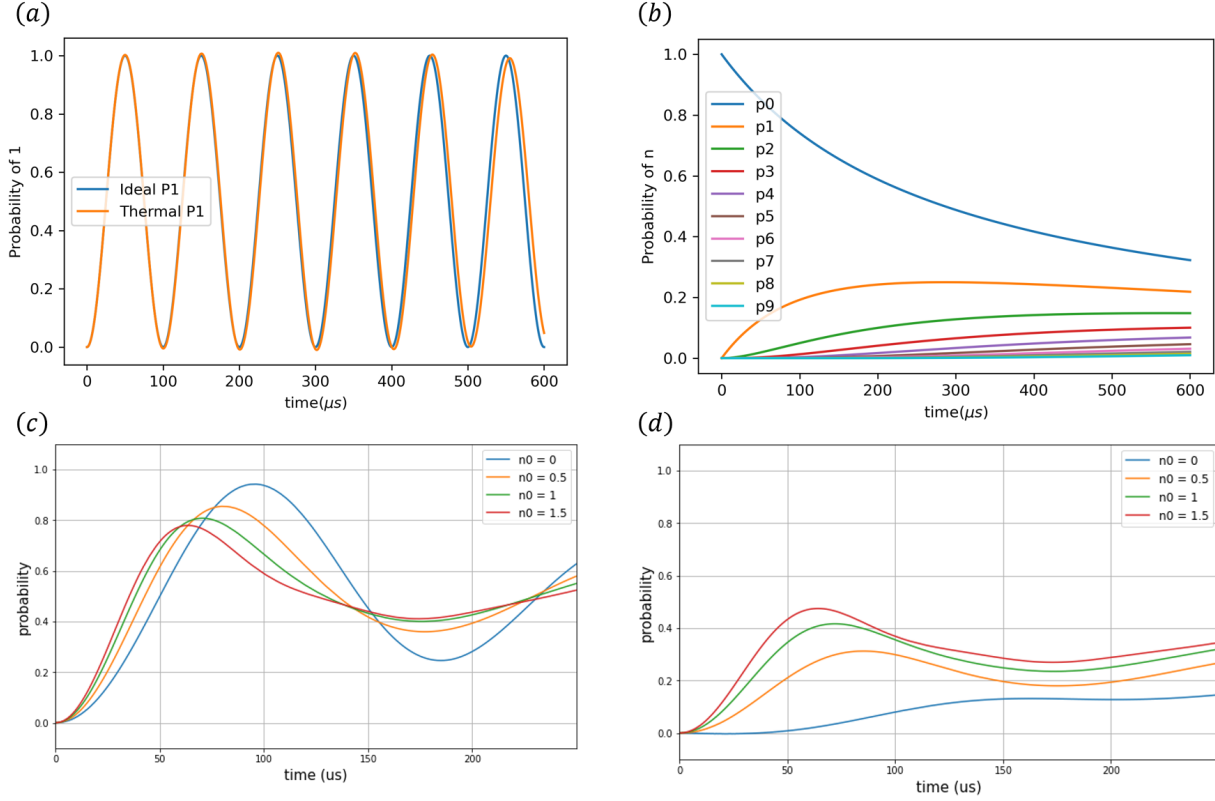 (a)
Probability of 1
1.0
0.8
0.6
0.4
0.2
0.0
Ideal P1
Thermal P1
0 100 200 300 400 500 600
time(μs)
(b)
Probability of n
1.0
0.8
0.6
0.4
0.2
0.0
p0
p1
p2
p3
p4
p5
p6
p7
p8
p9
0 100 200 300 400 500 600
time(μs)
(c)
probability
1.0
0.8
0.6
0.4
0.2
0.0
n0 = 0
n0 = 0.5
n0 = 1
n0 = 1.5
0 50 100 150 200
time (us)
(d)
probability
1.0
0.8
0.6
0.4
0.2
0.0
n0 = 0
n0 = 0.5
n0 = 1
n0 = 1.5
0 50 100 150 200
time (us)